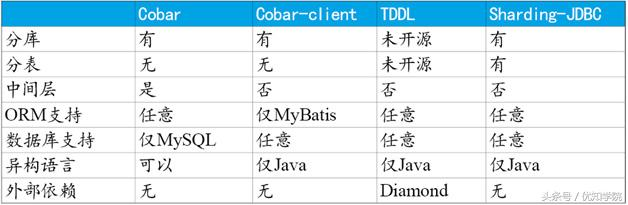 Cobar Cobar-client TDDL Sharding-JDBC
分库 有 有 未开源 有
分表 无 无 未开源 有
中间层 是 否 否 否
ORM支持 任意 仅MyBatis 任意 任意
数据库支持 仅MySQL 任意 任意 任意
异构语言 可以 仅Java 仅Java 仅Java
外部依赖 无 无 Diamond 无
头条号 / 优知学院